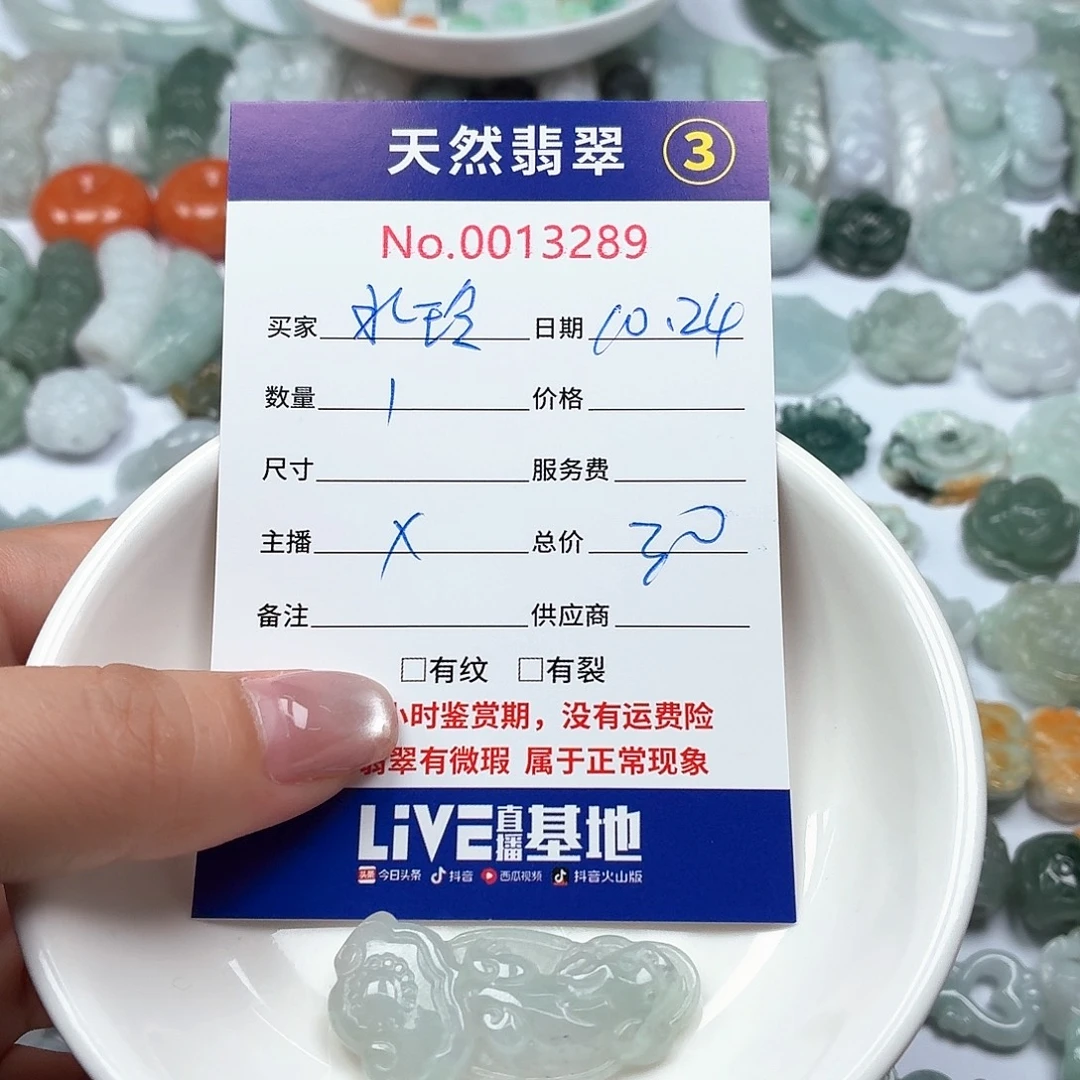 天然翡翠 ③
No.0013289
买家 日期 10.24
数量 1 价格
尺寸 服务费
主播 X 总价 30
备注 供应商
□有纹 □有裂
小时鉴赏期，没有运费险
翡翠有微瑕 属于正常现象
LiVE直播基地
头条 今日头条 抖音 西瓜视频 抖音火山版